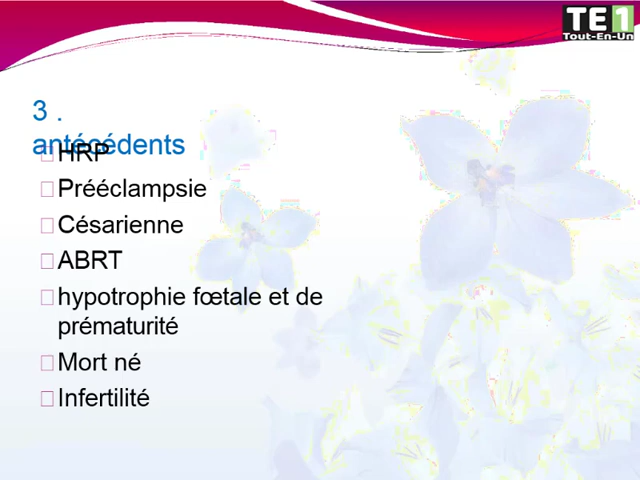 TE1
Tout-En-Un
3 .
antécédents
HRP
Prééclampsie
Césarienne
ABRT
hypotrophie fœtale et de
prématurité
Mort né
Infertilité